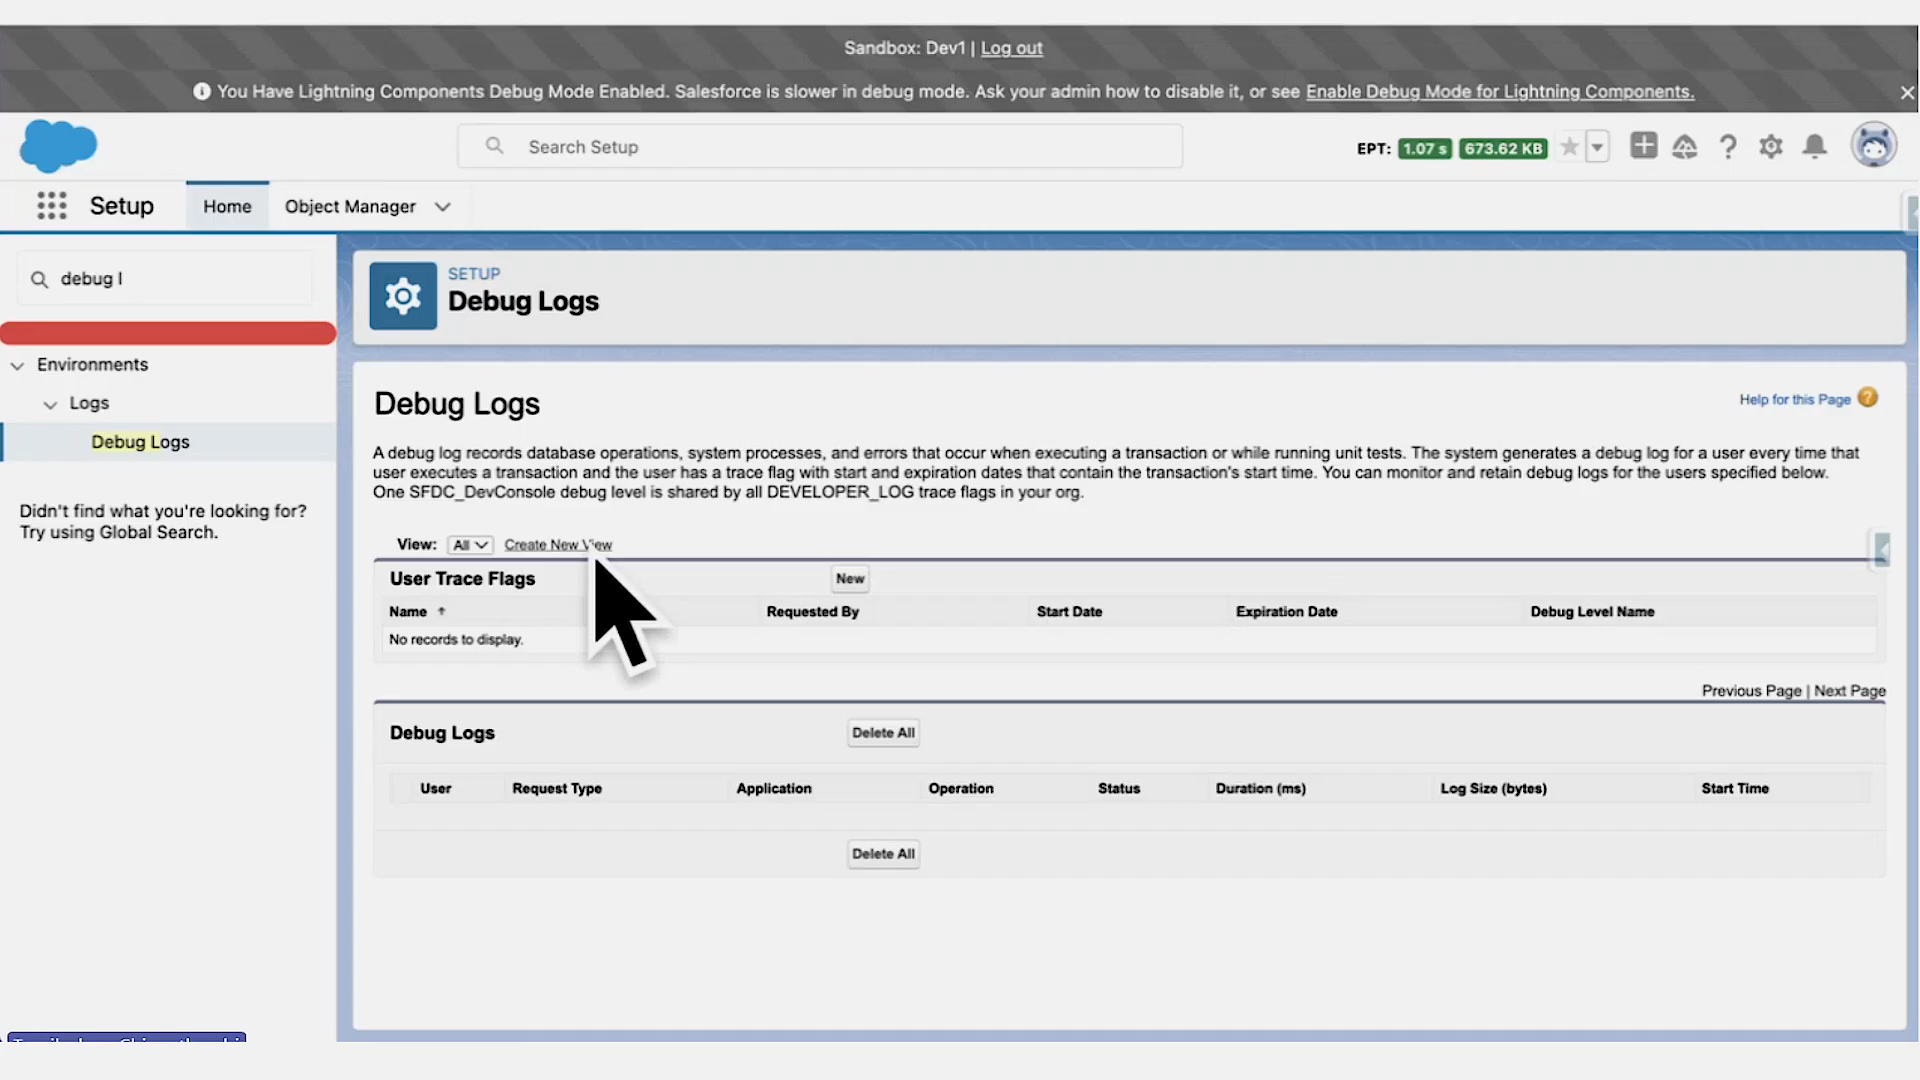 Sandbox: Dev1 | Log out
You Have Lightning Components Debug Mode Enabled. Salesforce is slower in debug mode. Ask your admin how to disable it, or see Enable Debug Mode for Lightning Components.
Search Setup
EPT: 1.07 s 673.62 KB
Setup Home Object Manager
debug l
SETUP
Debug Logs
Environments
Logs
Debug Logs
Didn't find what you're looking for?
Try using Global Search.
Debug Logs
Help for this Page
A debug log records database operations, system processes, and errors that occur when executing a transaction or while running unit tests. The system generates a debug log for a user every time that
user executes a transaction and the user has a trace flag with start and expiration dates that contain the transaction's start time. You can monitor and retain debug logs for the users specified below.
One SFDC_DevConsole debug level is shared by all DEVELOPER_LOG trace flags in your org.
View: All Create New View
User Trace Flags New
Name Requested By Start Date Expiration Date Debug Level Name
No records to display.
Previous Page | Next Page
Debug Logs Delete All
User Request Type Application Operation Status Duration (ms) Log Size (bytes) Start Time
Delete All